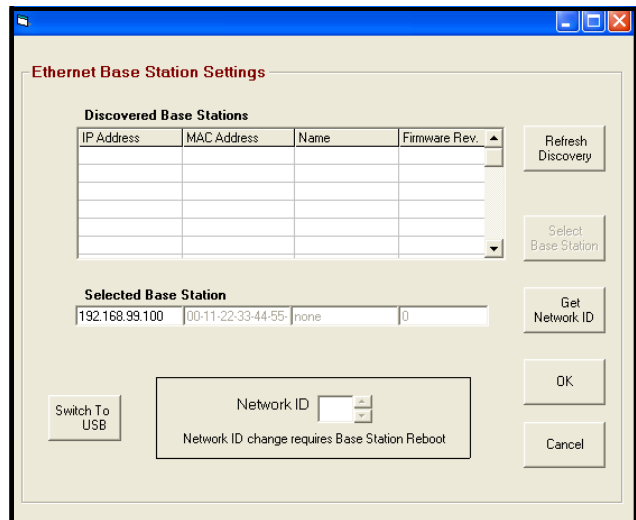 Ethernet Base Station Settings
Discovered Base Stations
IP Address MAC Address Name Firmware Rev.
Refresh
Discovery
Select
Base Station
Selected Base Station
192.168.99.100 00-11-22-33-44-55- none 0
Get
Network ID
OK
Switch To
USB
Network ID
Network ID change requires Base Station Reboot
Cancel